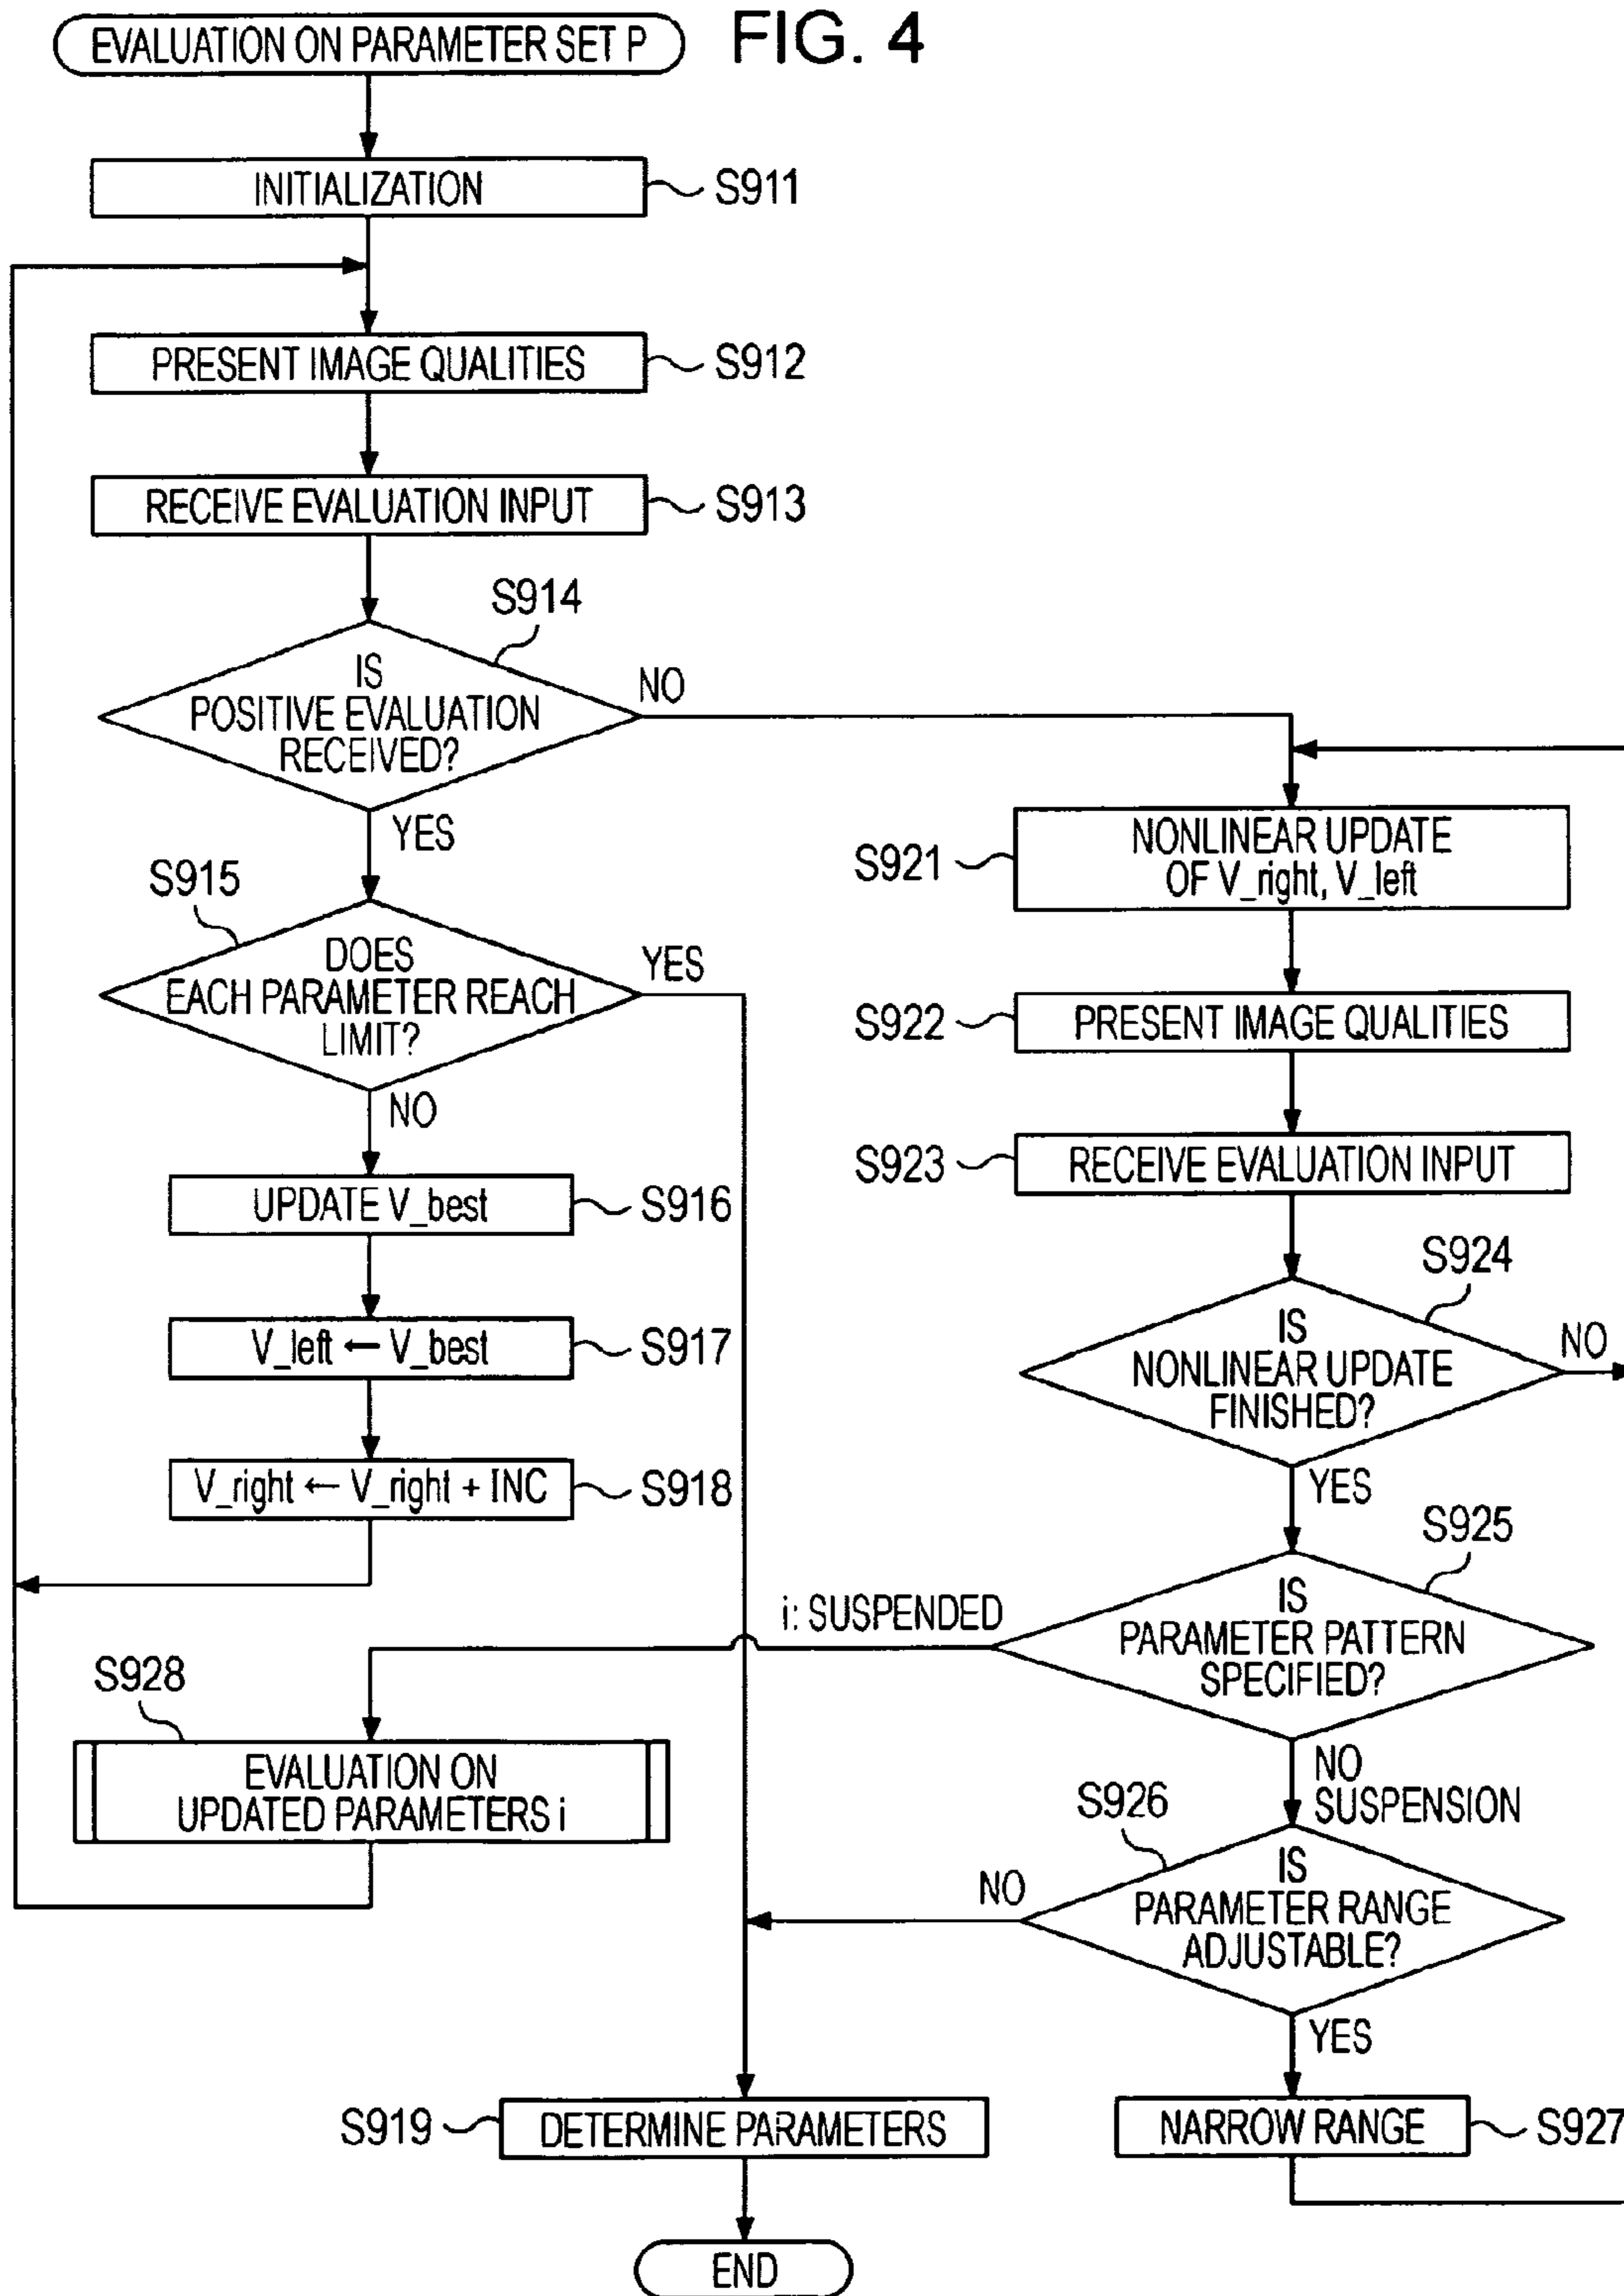 EVALUATION ON PARAMETER SET P
FIG. 4
INITIALIZATION
S911
PRESENT IMAGE QUALITIES
S912
RECEIVE EVALUATION INPUT
S913
S914
IS
POSITIVE EVALUATION
RECEIVED?
NO
YES
S915
DOES
EACH PARAMETER REACH
LIMIT?
YES
NO
UPDATE V_best
S916
V_left ← V_best
S917
V_right ← V_right + INC
S918
S921
NONLINEAR UPDATE
OF V_right, V_left
S922
PRESENT IMAGE QUALITIES
S923
RECEIVE EVALUATION INPUT
S924
IS
NONLINEAR UPDATE
FINISHED?
NO
YES
S925
IS
PARAMETER PATTERN
SPECIFIED?
i: SUSPENDED
NO
SUSPENSION
S928
EVALUATION ON
UPDATED PARAMETERS i
S926
IS
PARAMETER RANGE
ADJUSTABLE?
NO
YES
S919
DETERMINE PARAMETERS
NARROW RANGE
S927
END